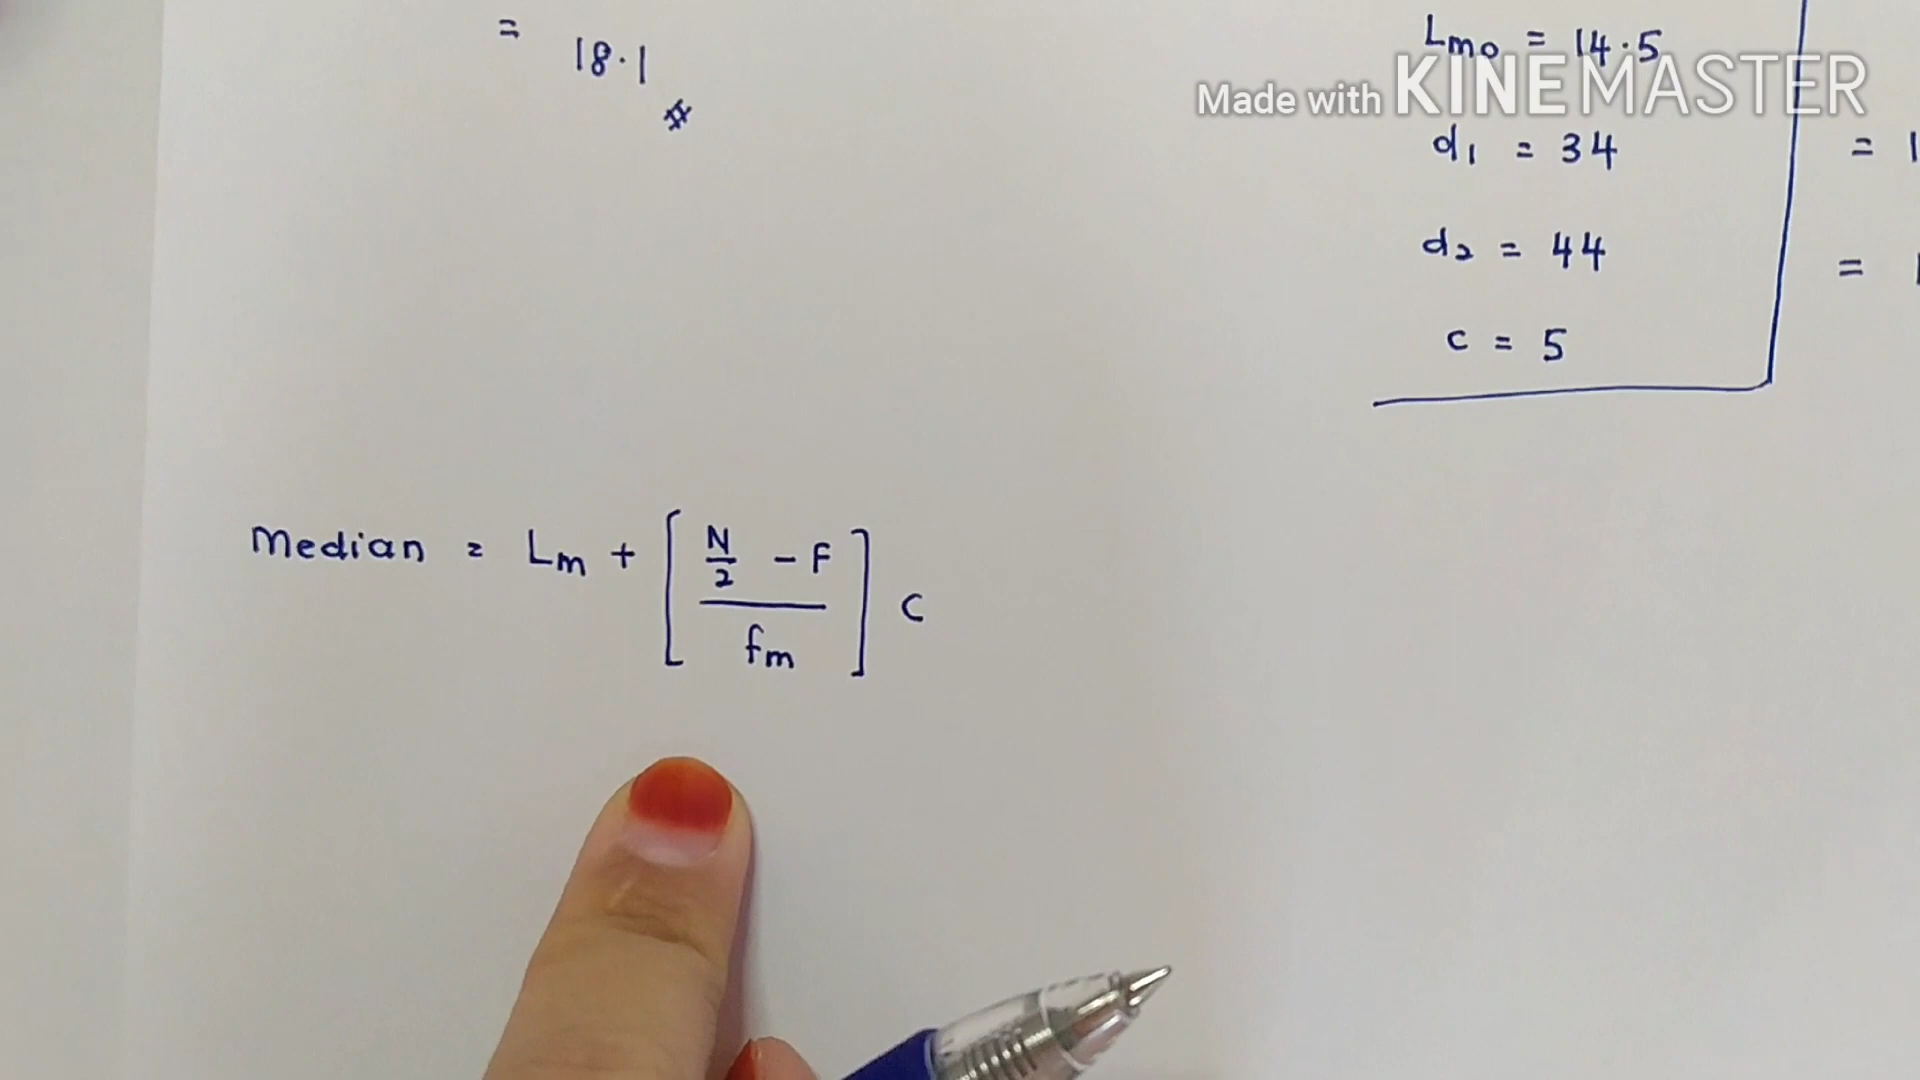 = 18.1 #
Lmo = 14.5
Made with KINEMASTER
d1 = 34
=
d2 = 44
=
c = 5
Median = Lm + [ N/2 - F / fm ] C